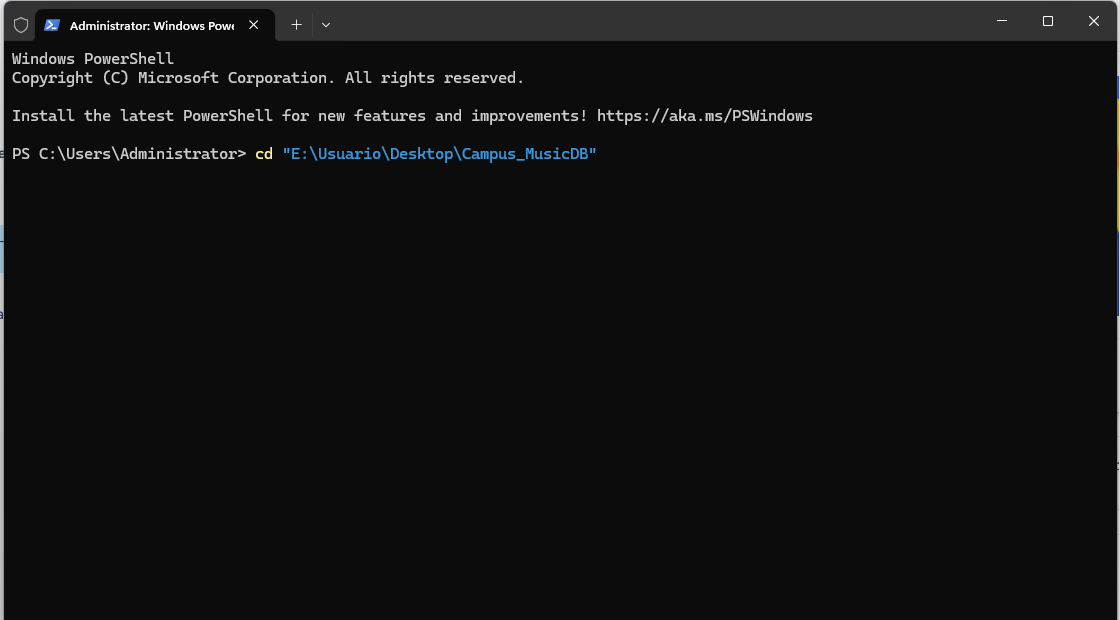 Administrator: Windows Powe
Windows PowerShell
Copyright (C) Microsoft Corporation. All rights reserved.
Install the latest PowerShell for new features and improvements! https://aka.ms/PSWindows
PS C:\Users\Administrator> cd "E:\Usuario\Desktop\Campus_MusicDB"